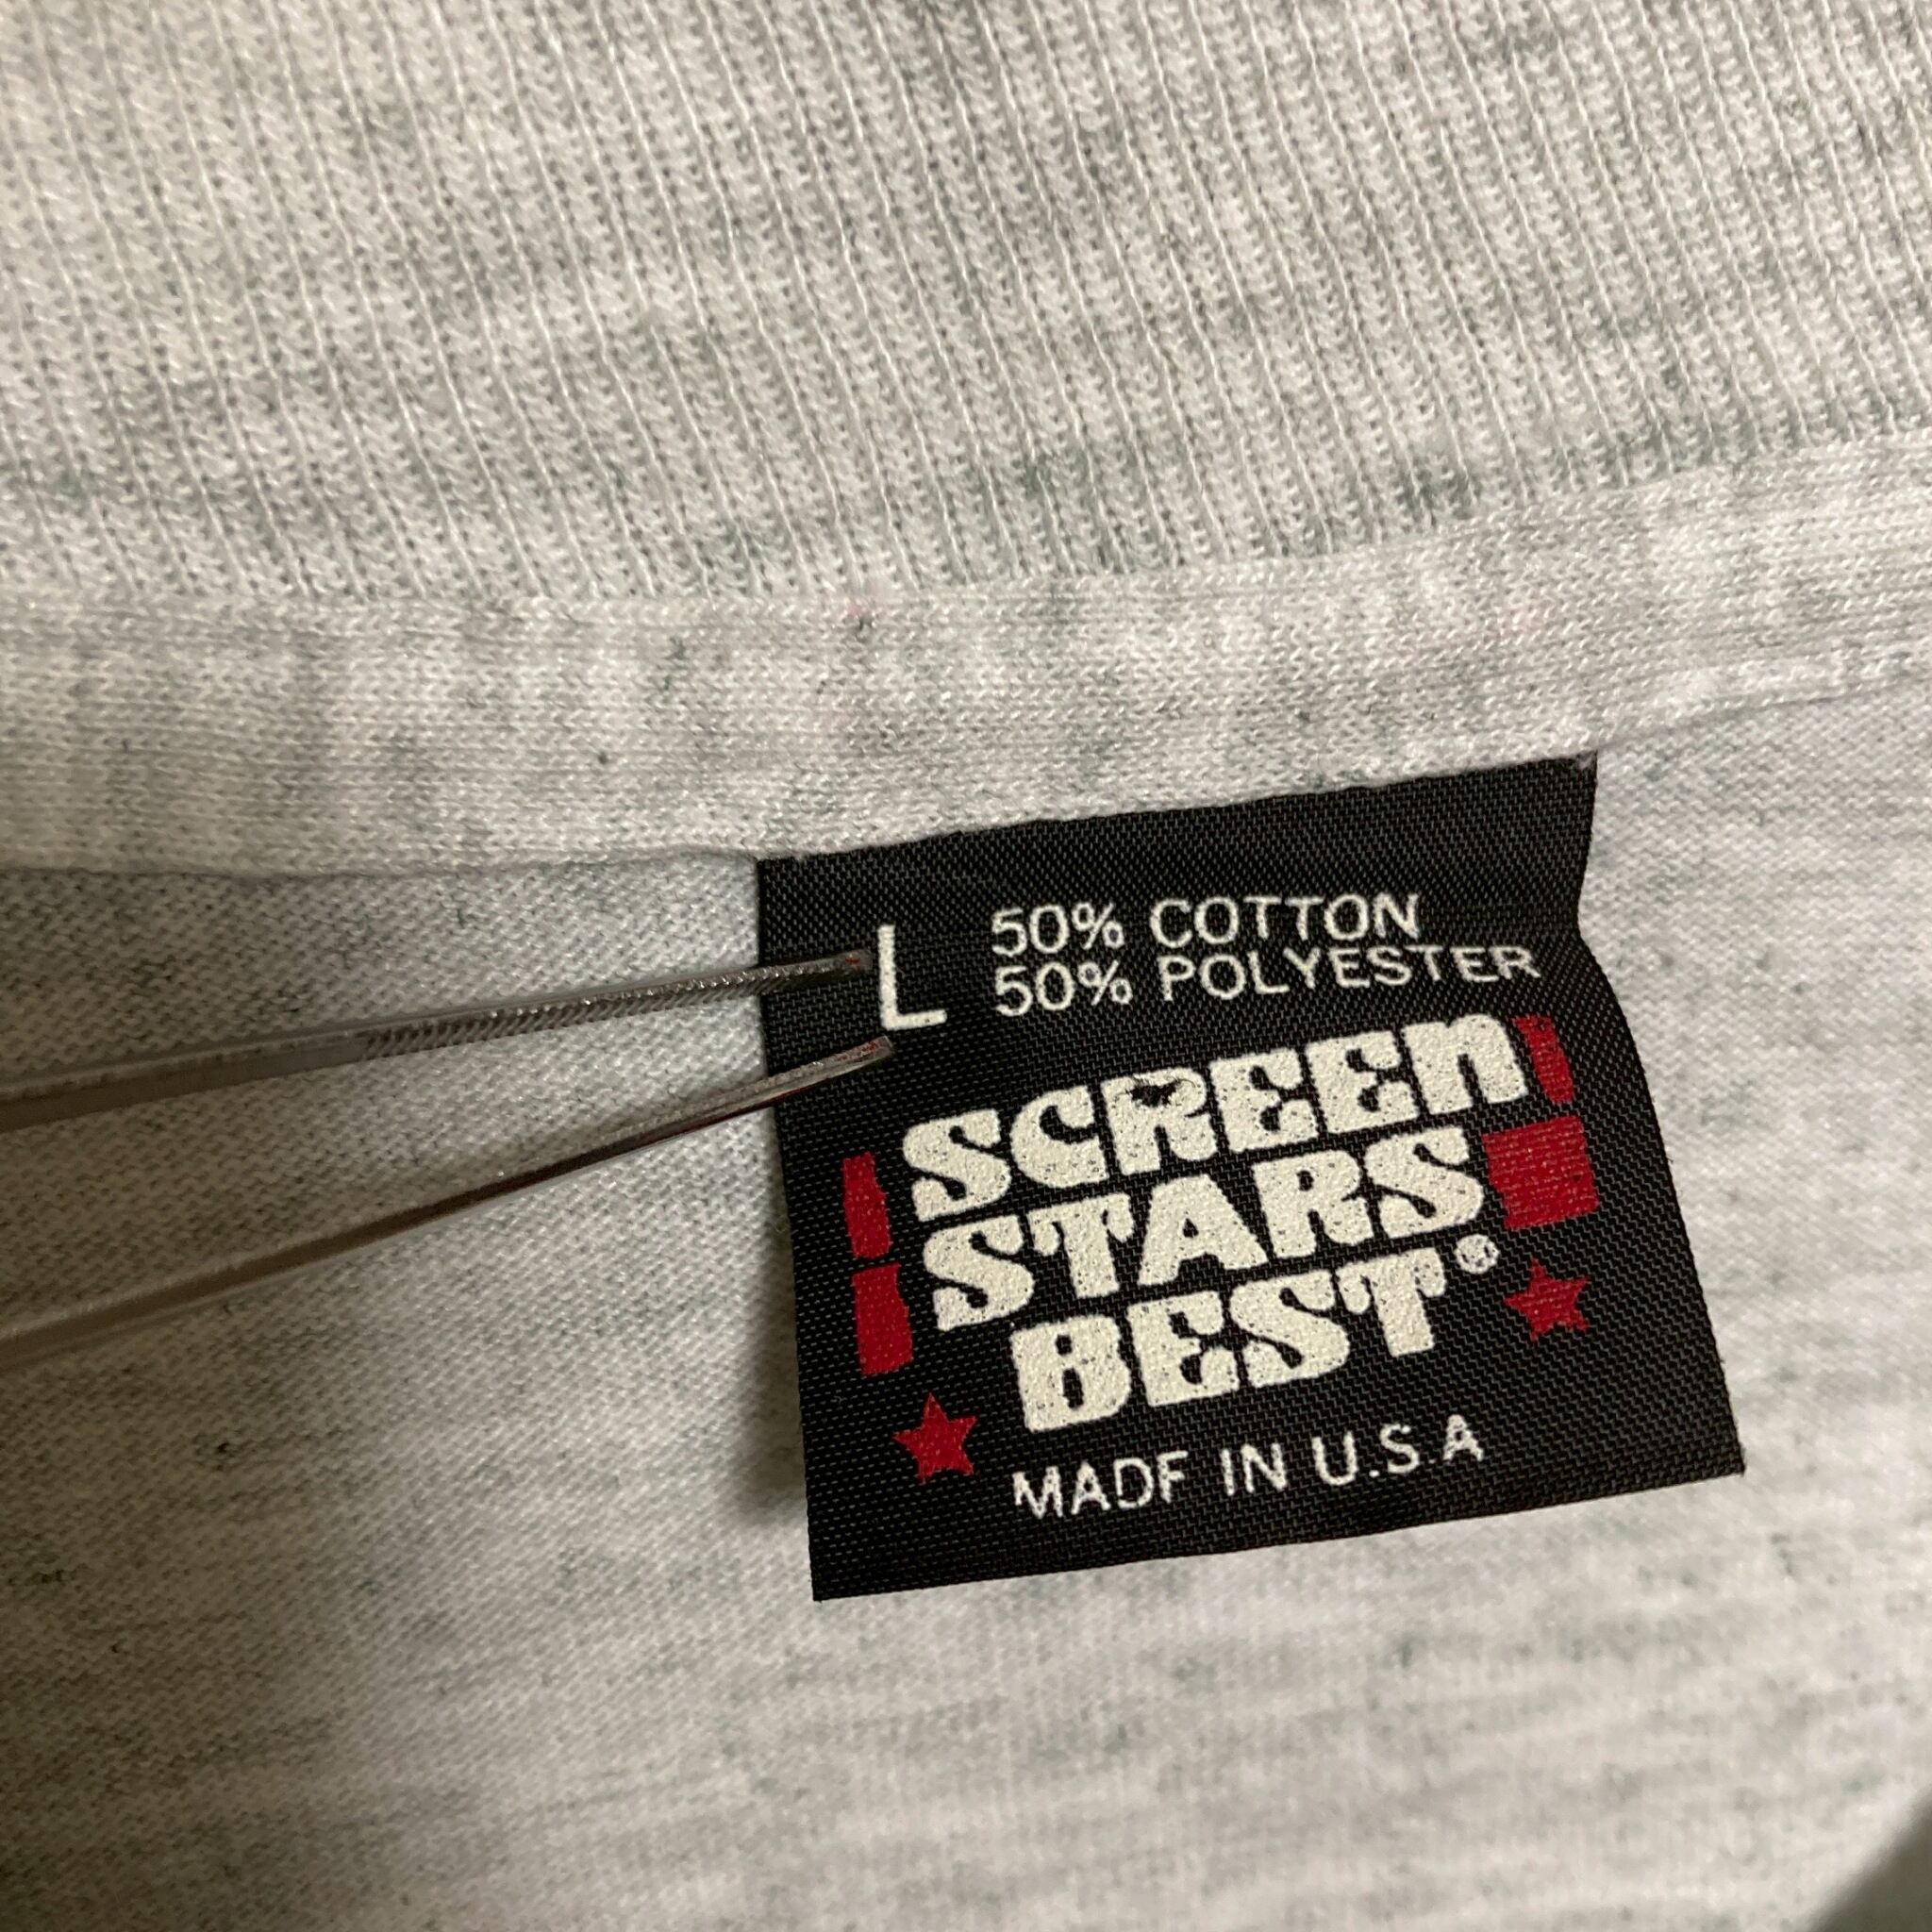 L 50% COTTON
50% POLYESTER
SCREEN
STARS
BEST®
MADF IN U.S.A